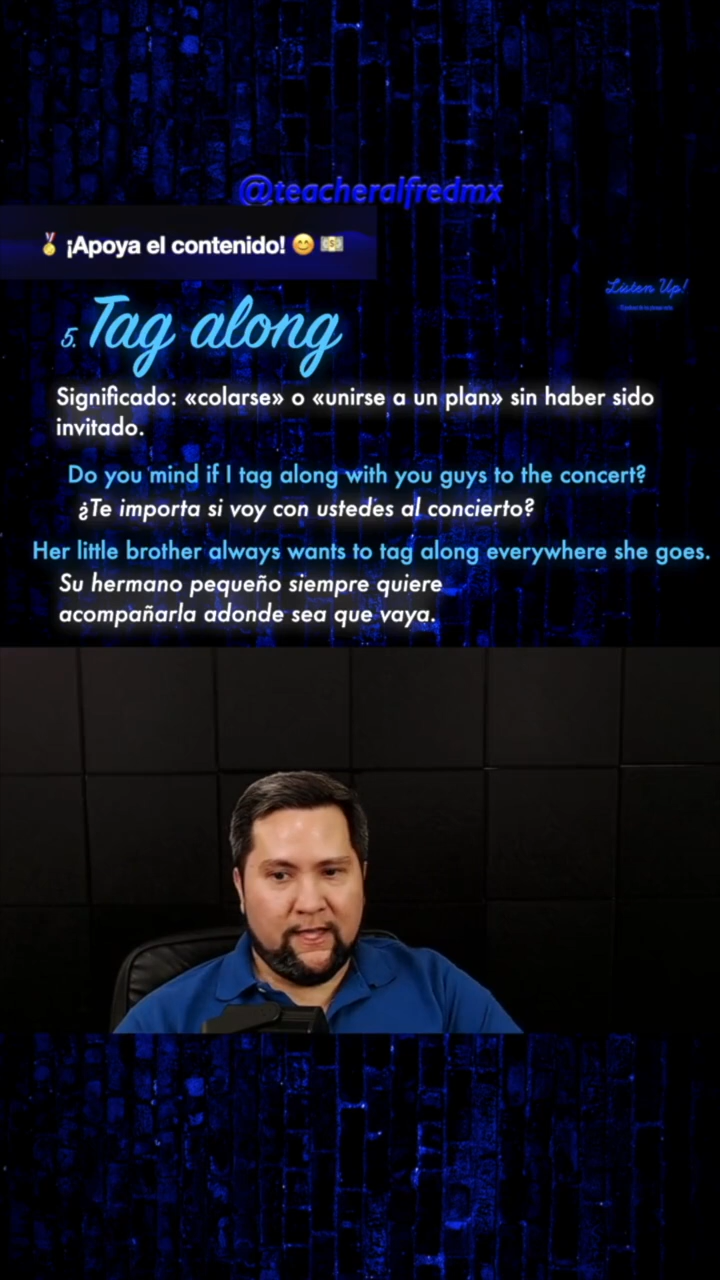 @teacheralfredmx
🏅 ¡Apoya el contenido! 😊 💵
Listen Up!
5. Tag along
Significado: «colarse» o «unirse a un plan» sin haber sido
invitado.
Do you mind if I tag along with you guys to the concert?
¿Te importa si voy con ustedes al concierto?
Her little brother always wants to tag along everywhere she goes.
Su hermano pequeño siempre quiere
acompañarla adonde sea que vaya.